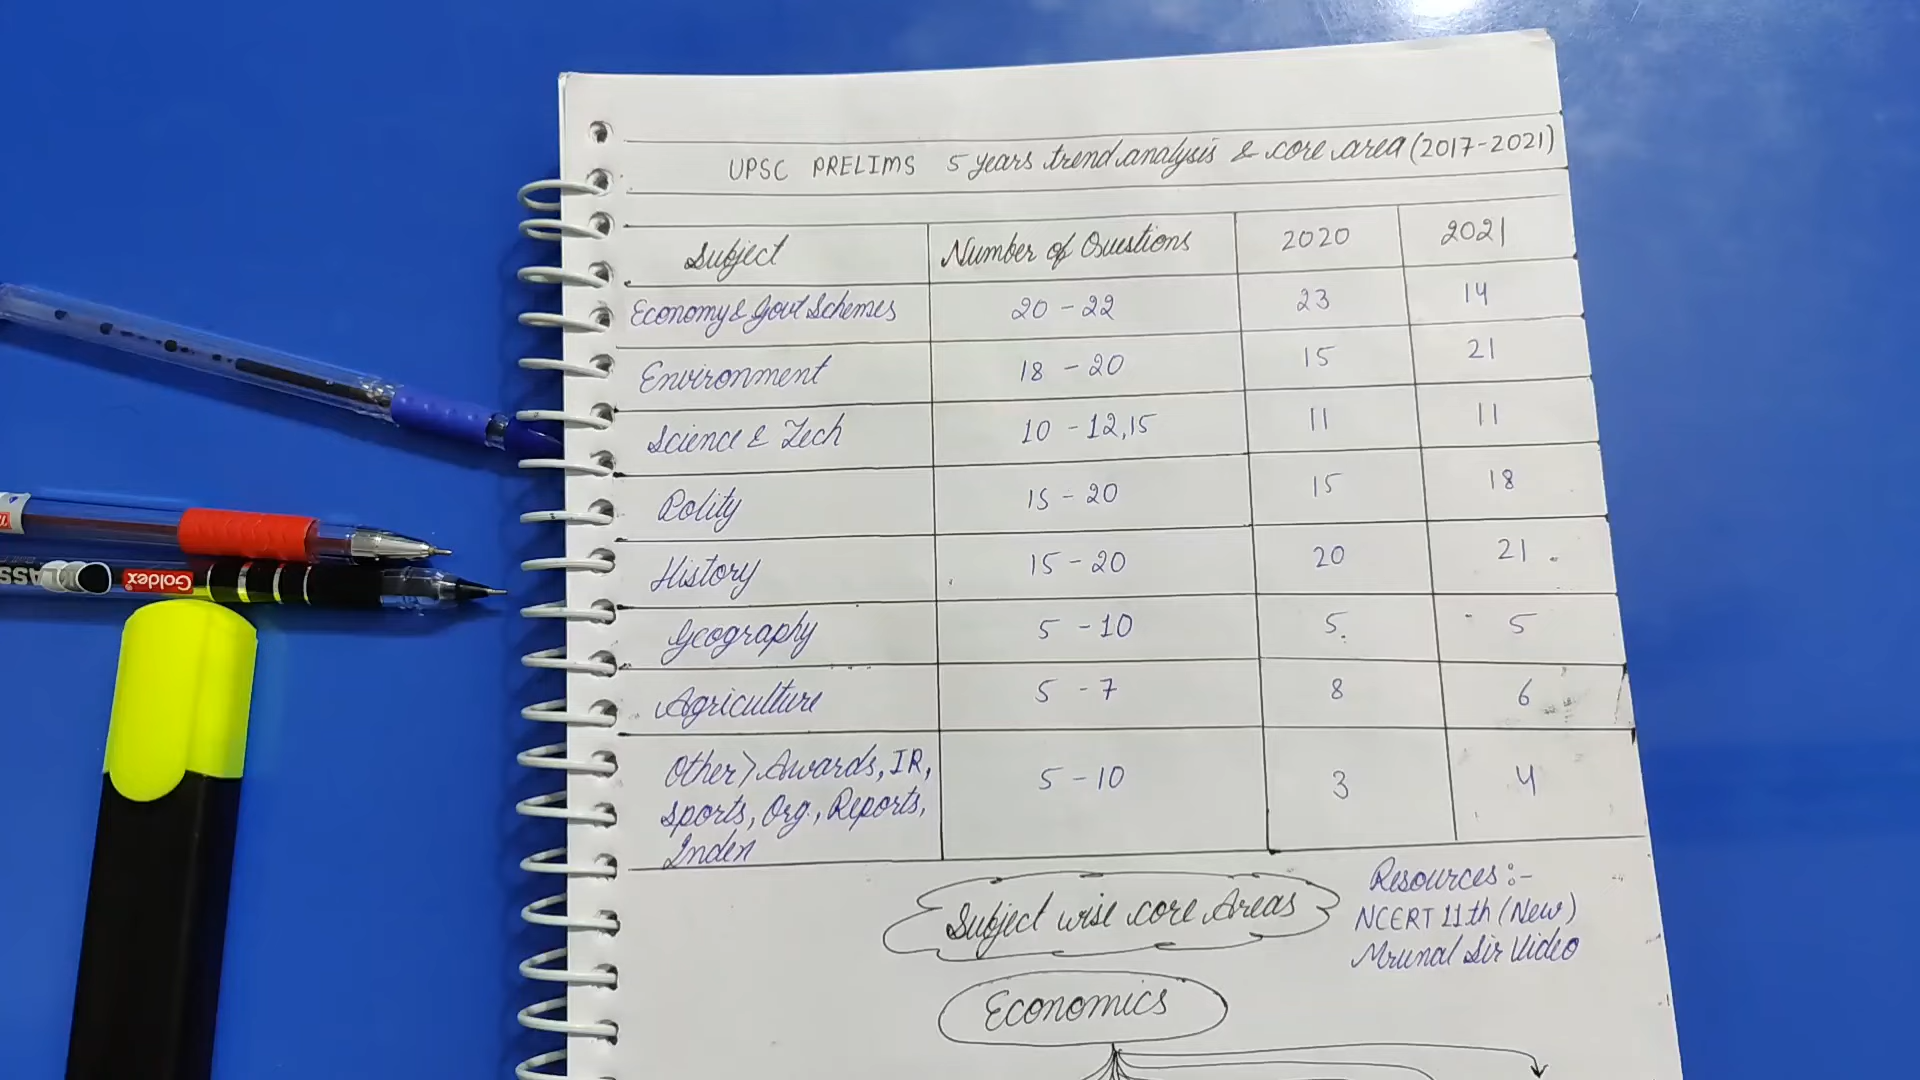 UPSC PRELIMS 5 years trend analysis & core area (2017-2021)
Subject Number of Questions 2020 2021
Economy & Govt Schemes 20 - 22 23 14
Environment 18 - 20 15 21
Science & Tech 10 - 12,15 11 11
Polity 15 - 20 15 18
History 15 - 20 20 21
Geography 5 - 10 5 5
Agriculture 5 - 7 8 6
Other > Awards, IR, 5 - 10 3 4
Sports, Org., Reports,
Index
Subject wise core Areas
Resources :-
NCERT 11th (New)
Mrunal Sir Video
Economics
Goldex